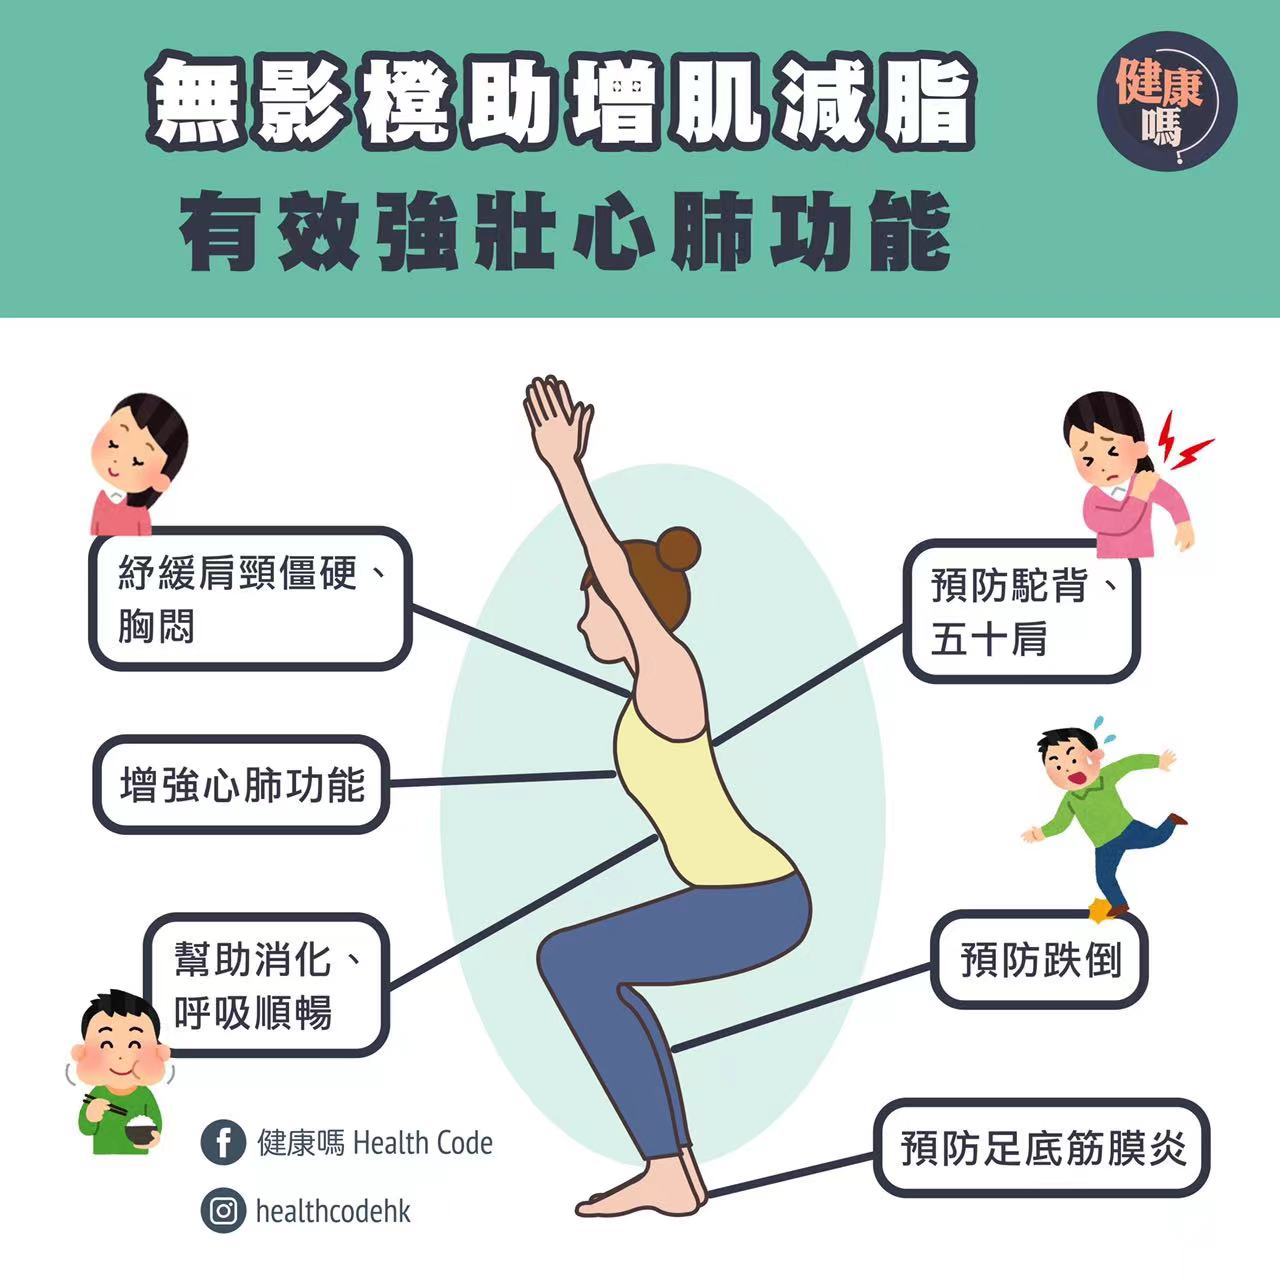 無影櫈助增肌減脂
健康
嗎?
有效強壯心肺功能
紓緩肩頸僵硬、
胸悶
預防駝背、
五十肩
增強心肺功能
幫助消化、
呼吸順暢
預防跌倒
預防足底筋膜炎
健康嗎 Health Code
healthcodehk